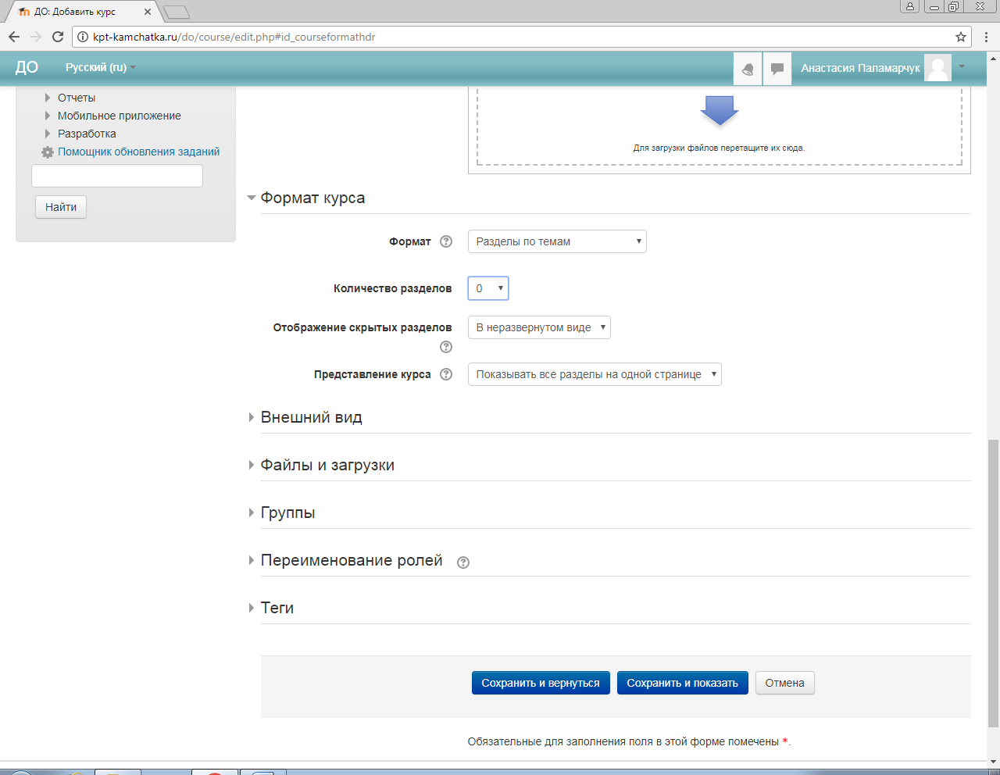 ДО: Добавить курс
kpt-kamchatka.ru/do/course/edit.php#id_courseformathdr
ДО
Русский (ru)
Анастасия Паламарчук
Отчеты
Мобильное приложение
Разработка
Помощник обновления заданий
Найти
Для загрузки файлов перетащите их сюда.
Формат курса
Формат
Разделы по темам
Количество разделов
0
Отображение скрытых разделов
В неразвернутом виде
Представление курса
Показывать все разделы на одной странице
Внешний вид
Файлы и загрузки
Группы
Переименование ролей
Теги
Сохранить и вернуться
Сохранить и показать
Отмена
Обязательные для заполнения поля в этой форме помечены *.